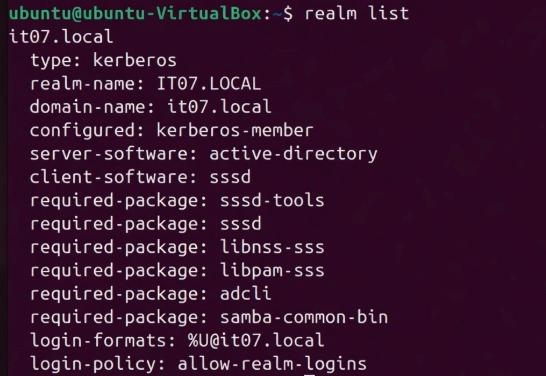 ubuntu@ubuntu-VirtualBox:~$ realm list
it07.local
  type: kerberos
  realm-name: IT07.LOCAL
  domain-name: it07.local
  configured: kerberos-member
  server-software: active-directory
  client-software: sssd
  required-package: sssd-tools
  required-package: sssd
  required-package: libnss-sss
  required-package: libpam-sss
  required-package: adcli
  required-package: samba-common-bin
  login-formats: %U@it07.local
  login-policy: allow-realm-logins